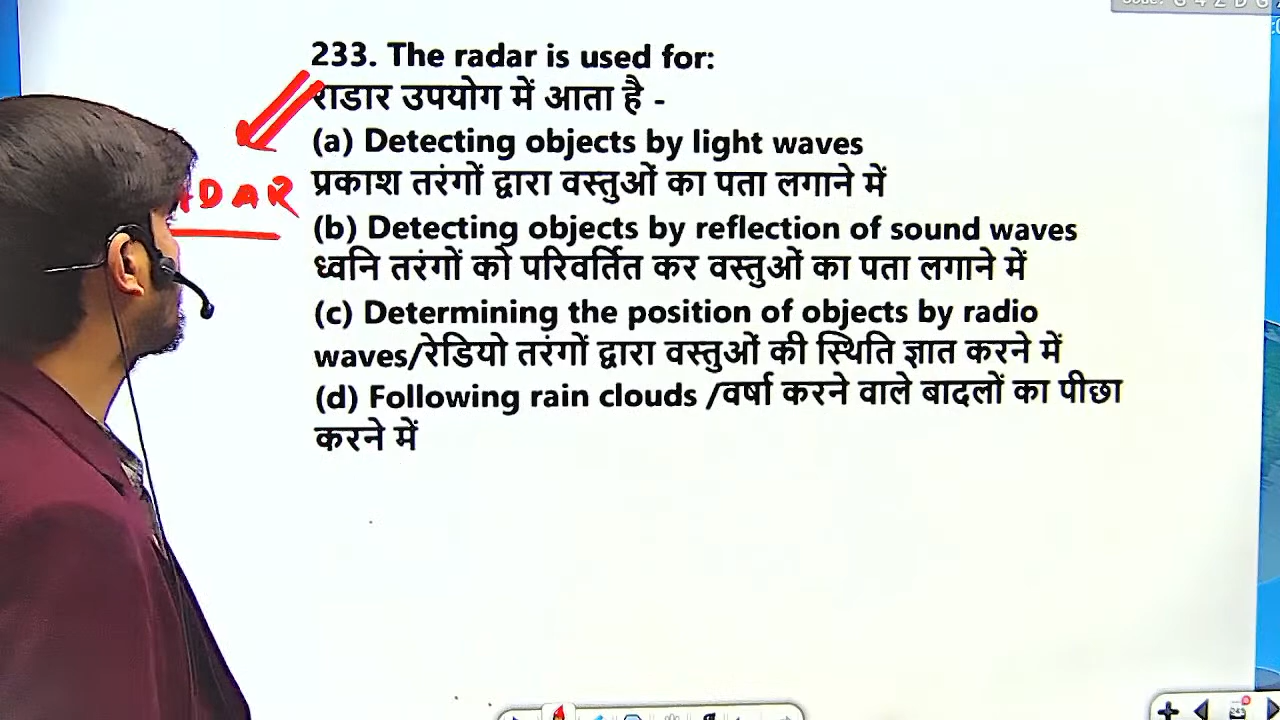 233. The radar is used for:
राडार उपयोग में आता है -
(a) Detecting objects by light waves
प्रकाश तरंगों द्वारा वस्तुओं का पता लगाने में
(b) Detecting objects by reflection of sound waves
ध्वनि तरंगों को परिवर्तित कर वस्तुओं का पता लगाने में
(c) Determining the position of objects by radio
waves/रेडियो तरंगों द्वारा वस्तुओं की स्थिति ज्ञात करने में
(d) Following rain clouds /वर्षा करने वाले बादलों का पीछा
करने में
ADAR